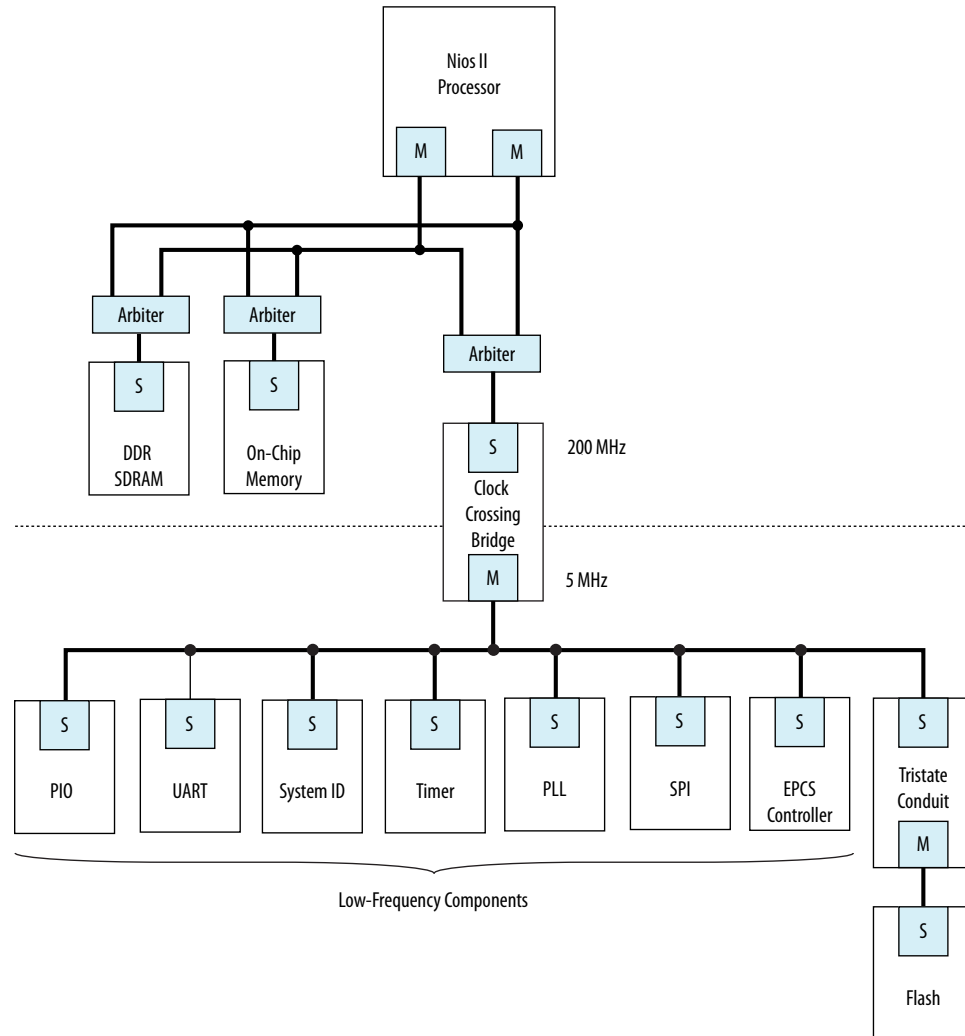 Nios II
Processor
M
M
Arbiter
Arbiter
Arbiter
S
S
DDR
SDRAM
On-Chip
Memory
S
200 MHz
Clock
Crossing
Bridge
M
5 MHz
S
S
S
S
S
S
S
S
PIO
UART
System ID
Timer
PLL
SPI
EPCS
Controller
Tristate
Conduit
M
Low-Frequency Components
S
Flash